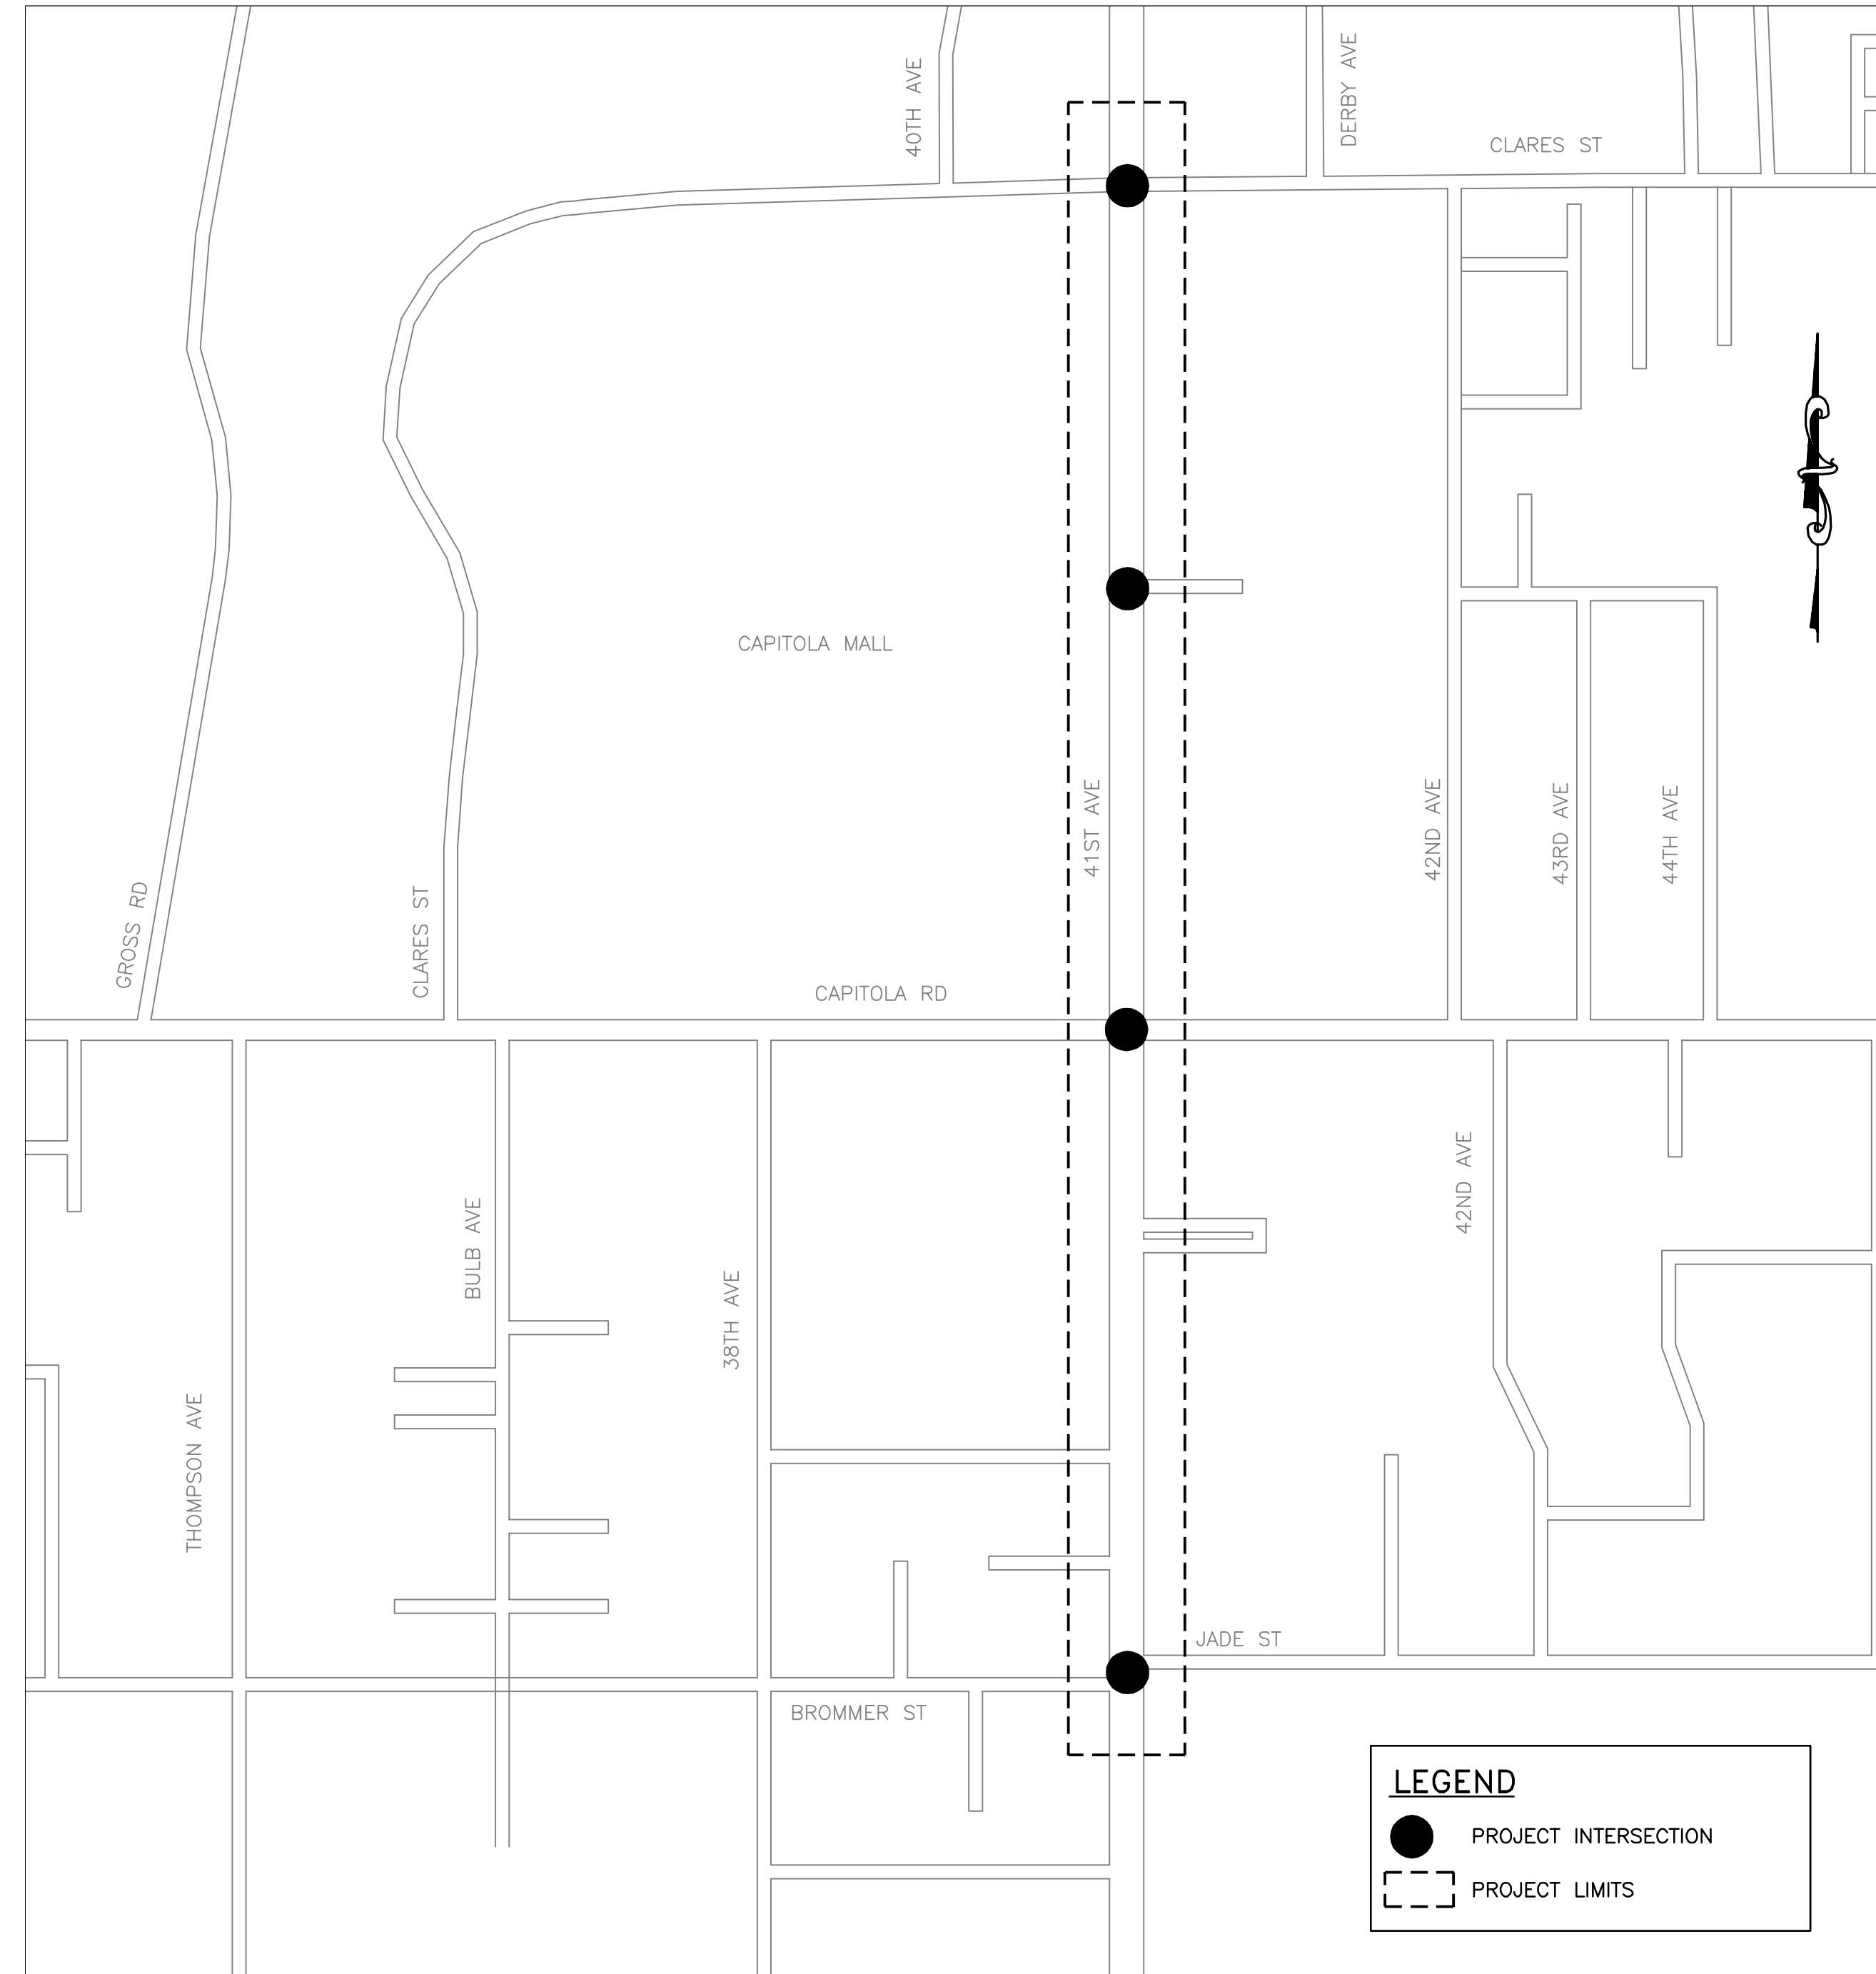 40TH AVE
DERBY AVE
CLARES ST
CAPITOLA MALL
41ST AVE
42ND AVE
43RD AVE
44TH AVE
GROSS RD
CLARES ST
CAPITOLA RD
42ND AVE
BULB AVE
38TH AVE
THOMPSON AVE
JADE ST
BROMMER ST
LEGEND
PROJECT INTERSECTION
PROJECT LIMITS